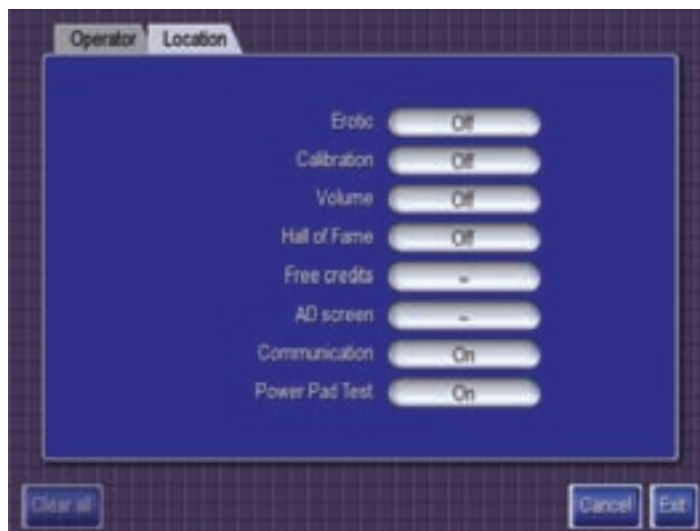 Operator Location
Erotic Off
Calibration Off
Volume Off
Hall of Fame Off
Free credits -
AD screen -
Communication On
Power Pad Test On
Clear all Cancel Exit